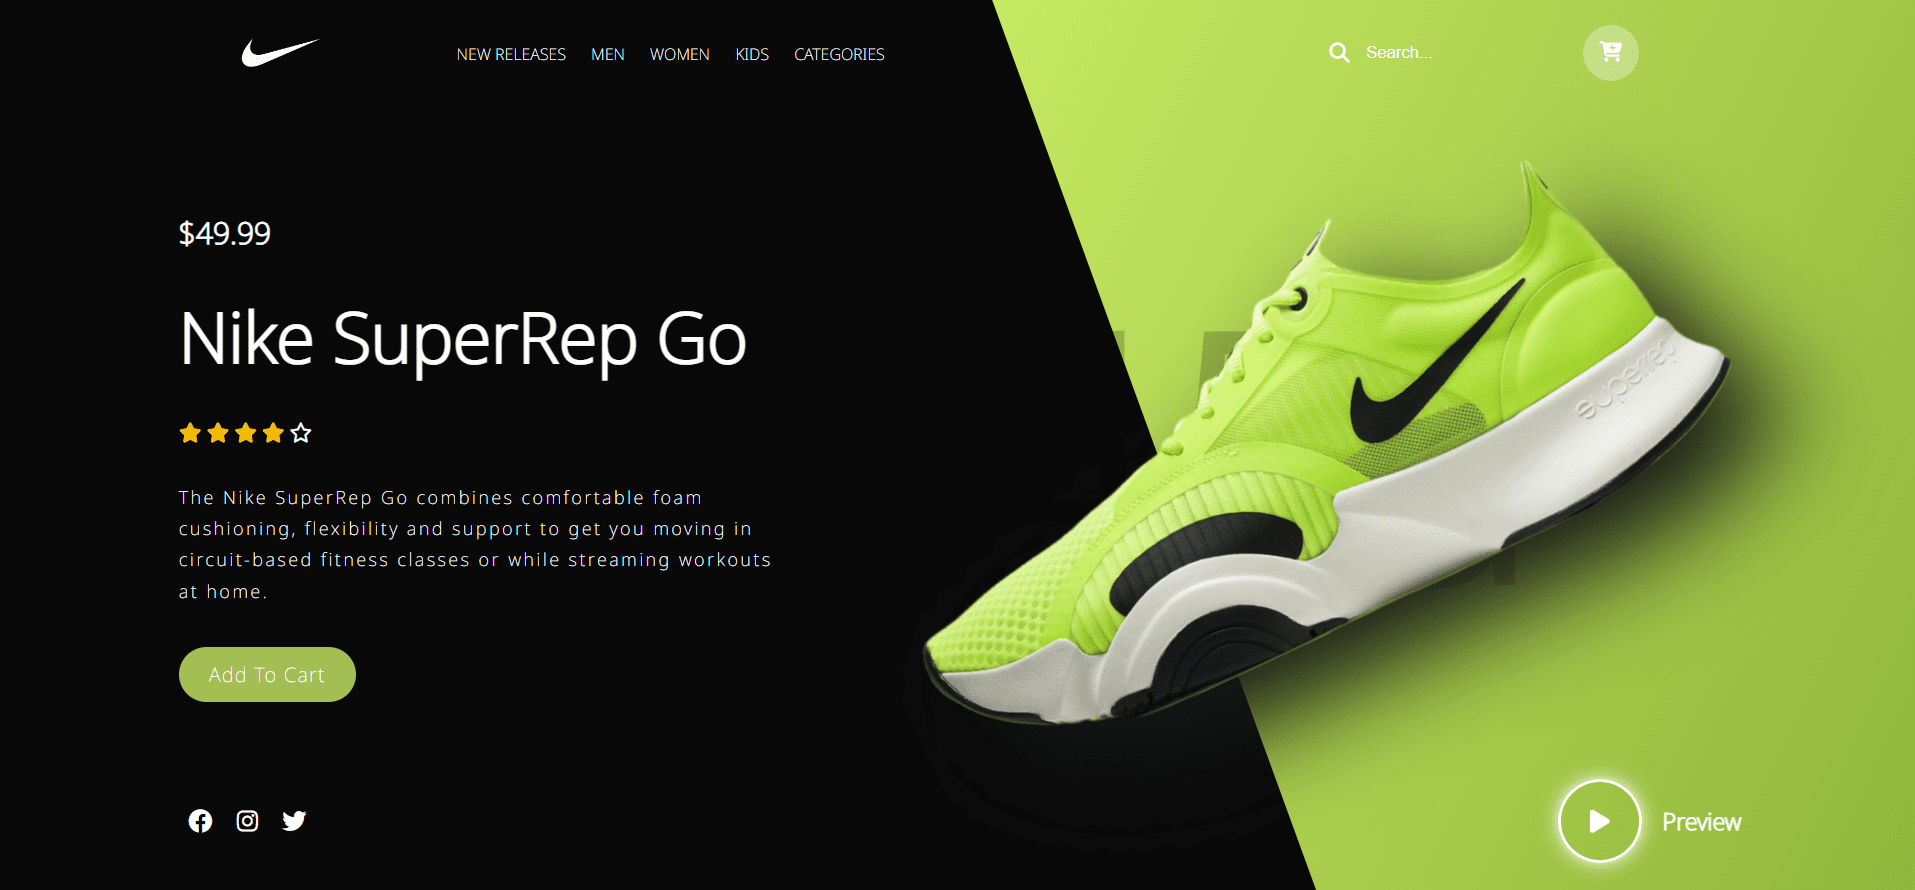 NEW RELEASES MEN WOMEN KIDS CATEGORIES
Search...
$49.99
Nike SuperRep Go
The Nike SuperRep Go combines comfortable foam
cushioning, flexibility and support to get you moving in
circuit-based fitness classes or while streaming workouts
at home.
Add To Cart
superrep
Preview